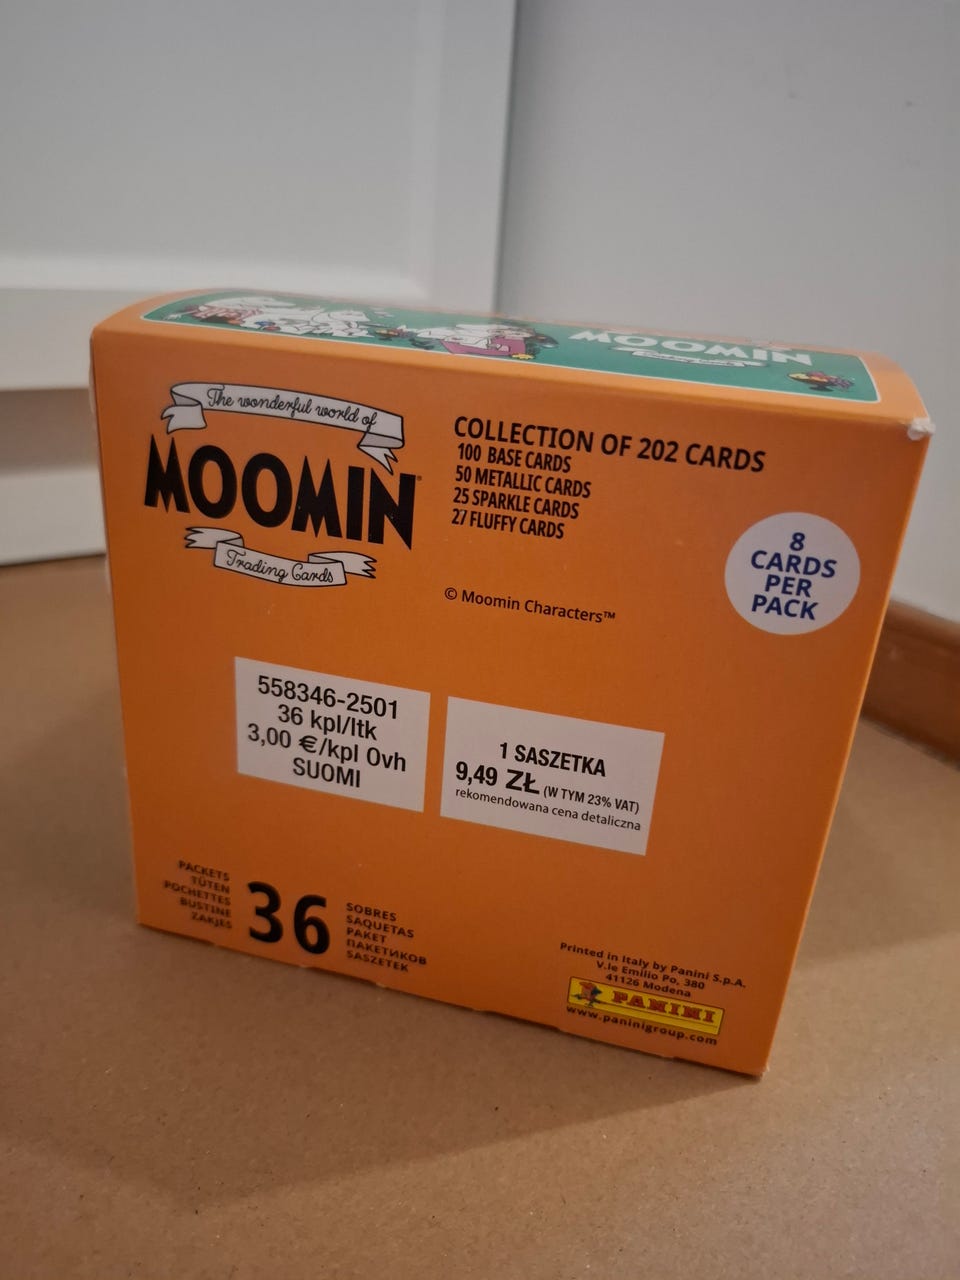 MOOMIN
The wonderful world of
MOOMIN
Trading Cards
COLLECTION OF 202 CARDS
100 BASE CARDS
50 METALLIC CARDS
25 SPARKLE CARDS
27 FLUFFY CARDS
8
CARDS
PER
PACK
© Moomin Characters™
558346-2501
36 kpl/ltk
3,00 €/kpl Ovh
SUOMI
1 SASZETKA
9,49 ZŁ (W TYM 23% VAT)
rekomendowana cena detaliczna
PACKETS
TÜTEN
POCHETTES
BUSTINE
ZAKJES
36
SOBRES
SAQUETAS
PAKET
ПАКЕТИКОВ
SASZETEK
Printed in Italy by Panini S.p.A.
V.le Emilio Po, 380
41126 Modena
PANINI
www.paninigroup.com